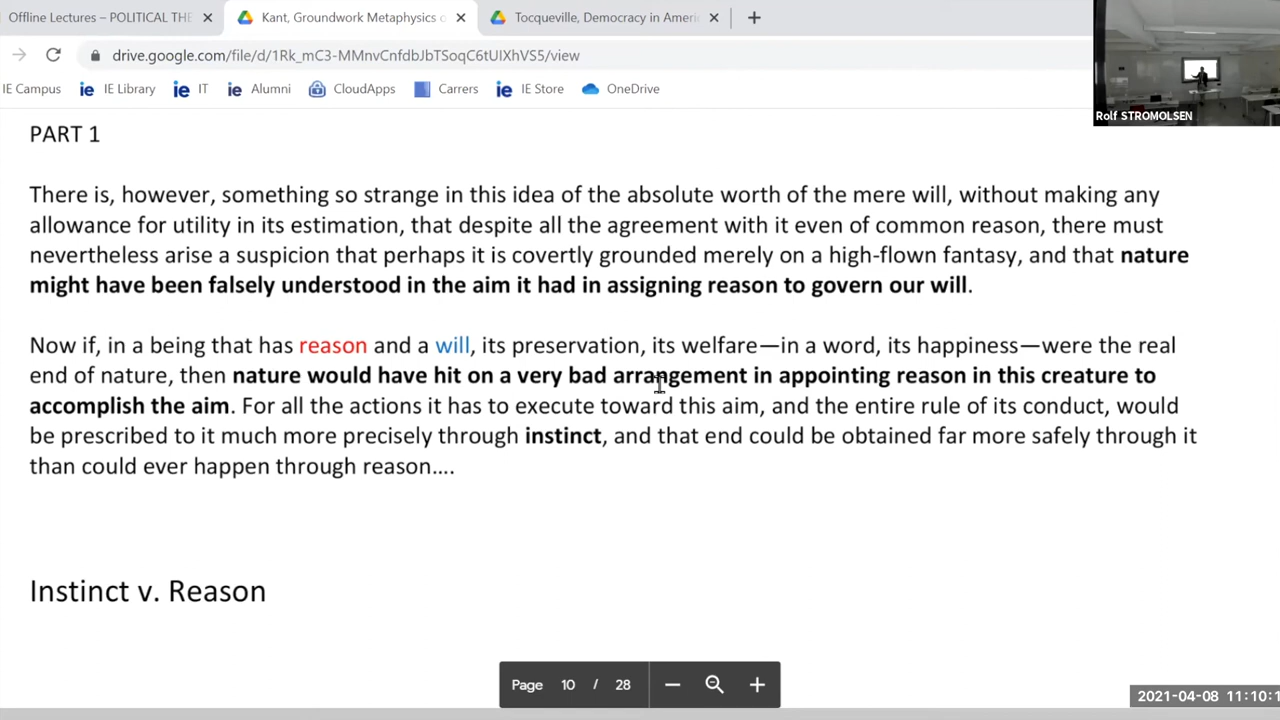 Offline Lectures – POLITICAL THE
Kant, Groundwork Metaphysics o
Tocqueville, Democracy in Ameri
drive.google.com/file/d/1Rk_mC3-MMnvCnfdbJbTSoqC6tUIXhVS5/view
IE Campus
ie IE Library
ie IT
ie Alumni
CloudApps
Carrers
ie IE Store
OneDrive
Rolf STROMOLSEN
PART 1
There is, however, something so strange in this idea of the absolute worth of the mere will, without making any
allowance for utility in its estimation, that despite all the agreement with it even of common reason, there must
nevertheless arise a suspicion that perhaps it is covertly grounded merely on a high-flown fantasy, and that nature
might have been falsely understood in the aim it had in assigning reason to govern our will.
Now if, in a being that has reason and a will, its preservation, its welfare—in a word, its happiness—were the real
end of nature, then nature would have hit on a very bad arrangement in appointing reason in this creature to
accomplish the aim. For all the actions it has to execute toward this aim, and the entire rule of its conduct, would
be prescribed to it much more precisely through instinct, and that end could be obtained far more safely through it
than could ever happen through reason….
Instinct v. Reason
Page 10 / 28
2021-04-08 11:10:1